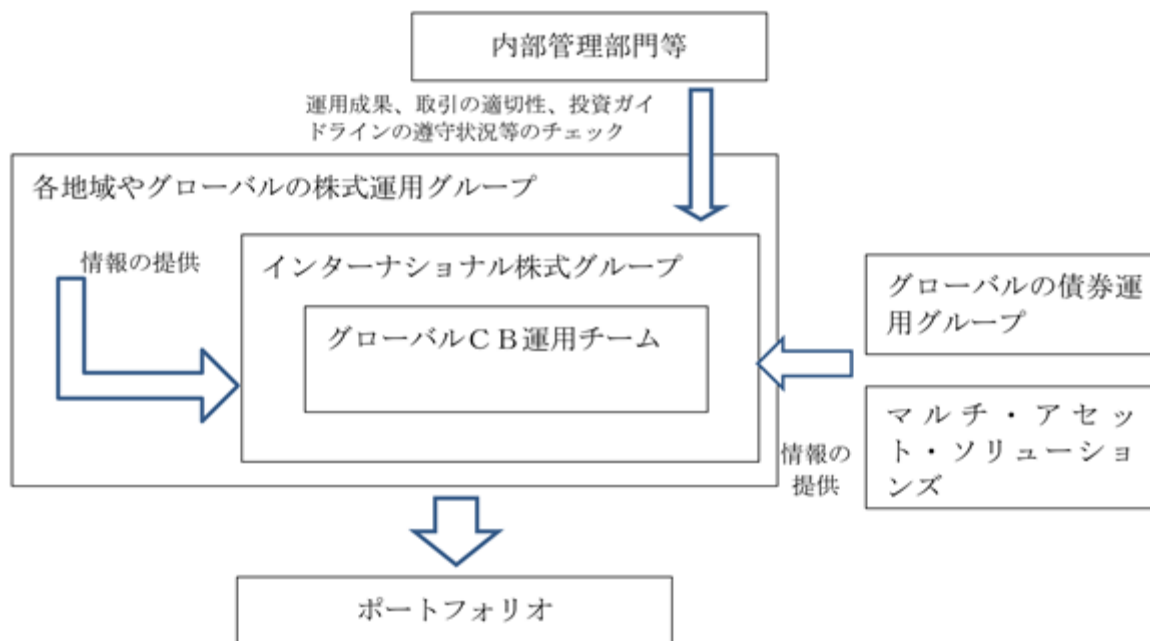 内部管理部門等
運用成果、取引の適切性、投資ガイ
ドラインの遵守状況等のチェック
各地域やグローバルの株式運用グループ
情報の提供
インターナショナル株式グループ
グローバルCB運用チーム
グローバルの債券運
用グループ
マルチ・アセッ
ト・ソリューショ
ンズ
情報の
提供
ポートフォリオ